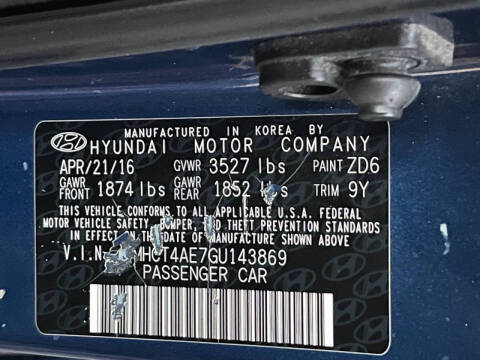 MANUFACTURED IN KOREA BY
HYUNDAI MOTOR COMPANY
APR/21/16 GVWR 3527 lbs PAINT ZD6
GAWR FRONT 1874 lbs GAWR REAR 1852 lbs TRIM 9Y
THIS VEHICLE CONFORMS TO ALL APPLICABLE U.S.A. FEDERAL
MOTOR VEHICLE SAFETY, BUMPER, AND THEFT PREVENTION STANDARDS
IN EFFECT ON THE DATE OF MANUFACTURE SHOWN ABOVE.
V.I.N. MHCT4AE7GU143869
PASSENGER CAR